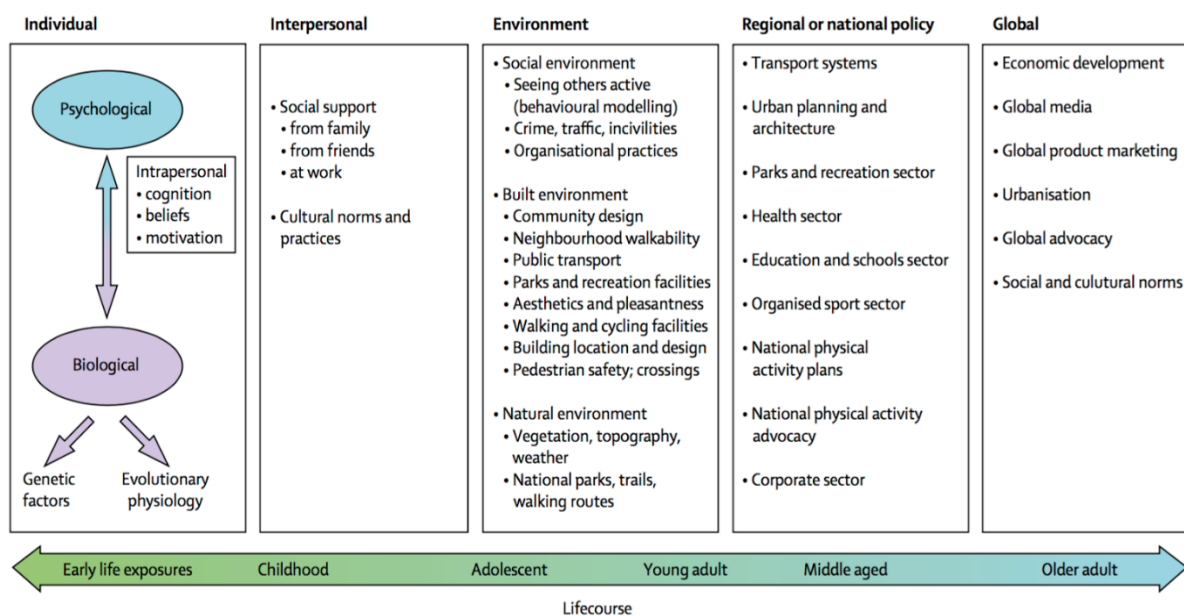 Individual
Psychological
Intrapersonal
• cognition
• beliefs
• motivation
Biological
Genetic
factors
Evolutionary
physiology
Interpersonal
• Social support
• from family
• from friends
• at work
• Cultural norms and
practices
Environment
• Social environment
• Seeing others active
(behavioural modelling)
• Crime, traffic, incivilities
• Organisational practices
• Built environment
• Community design
• Neighbourhood walkability
• Public transport
• Parks and recreation facilities
• Aesthetics and pleasantness
• Walking and cycling facilities
• Building location and design
• Pedestrian safety; crossings
• Natural environment
• Vegetation, topography,
weather
• National parks, trails,
walking routes
Regional or national policy
• Transport systems
• Urban planning and
architecture
• Parks and recreation sector
• Health sector
• Education and schools sector
• Organised sport sector
• National physical
activity plans
• National physical activity
advocacy
• Corporate sector
Global
• Economic development
• Global media
• Global product marketing
• Urbanisation
• Global advocacy
• Social and culutural norms
Early life exposures Childhood Adolescent Young adult Middle aged Older adult
Lifecourse